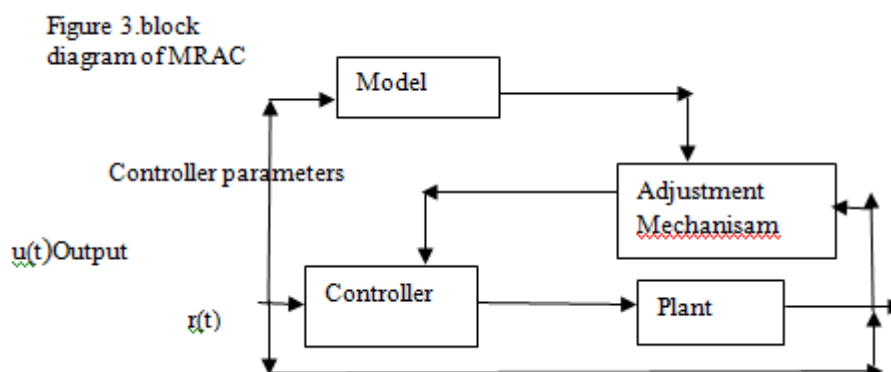 Figure 3.block
diagram of MRAC
Model
Controller parameters
Adjustment
Mechanisam
u(t)Output
Controller
Plant
r(t)